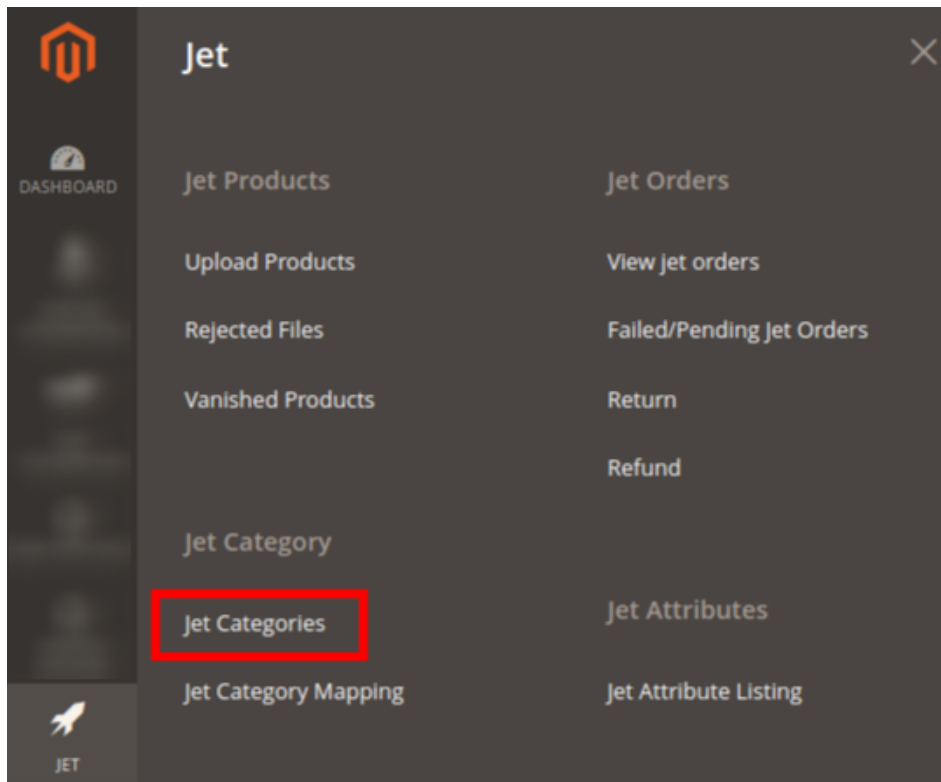 Jet
DASHBOARD
Jet Products
Upload Products
Rejected Files
Vanished Products
Jet Orders
View jet orders
Failed/Pending Jet Orders
Return
Refund
Jet Category
Jet Categories
Jet Category Mapping
Jet Attributes
Jet Attribute Listing
JET